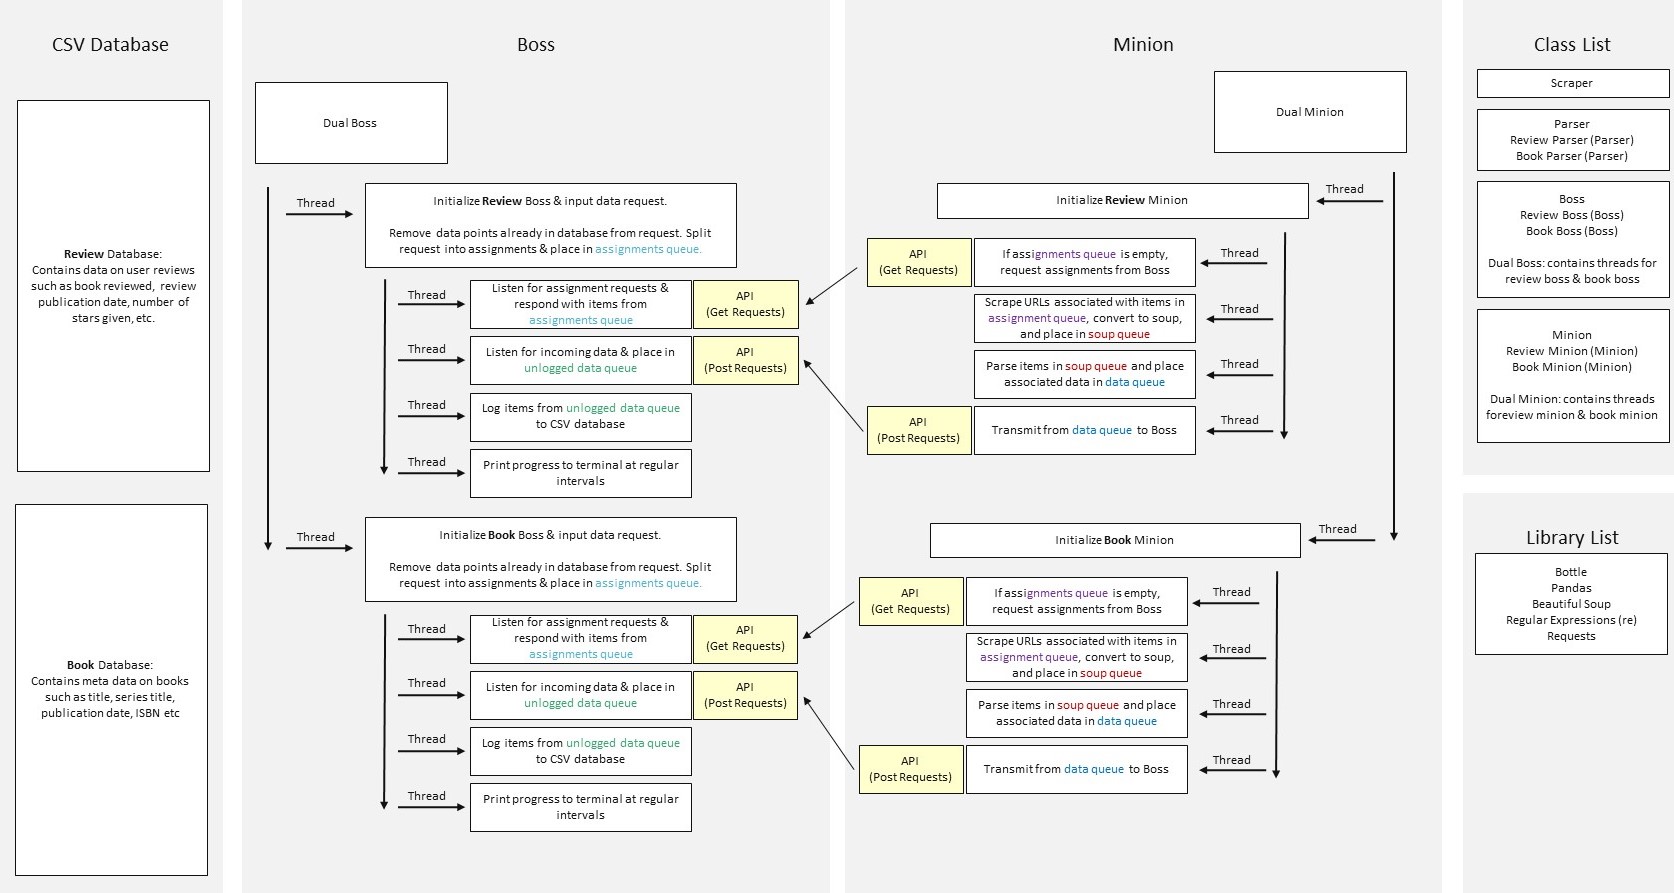 CSV Database
Review Database:
Contains data on user reviews
such as book reviewed, review
publication date, number of
stars given, etc.
Book Database:
Contains meta data on books
such as title, series title,
publication date, ISBN etc
Boss
Dual Boss
Thread
Initialize Review Boss & input data request.
Remove data points already in database from request. Split
request into assignments & place in assignments queue.
Thread
Listen for assignment requests &
respond with items from
assignments queue
API
(Get Requests)
Thread
Listen for incoming data & place in
unlogged data queue
API
(Post Requests)
Thread
Log items from unlogged data queue
to CSV database
Thread
Print progress to terminal at regular
intervals
Thread
Initialize Book Boss & input data request.
Remove data points already in database from request. Split
request into assignments & place in assignments queue.
Thread
Listen for assignment requests &
respond with items from
assignments queue
API
(Get Requests)
Thread
Listen for incoming data & place in
unlogged data queue
API
(Post Requests)
Thread
Log items from unlogged data queue
to CSV database
Thread
Print progress to terminal at regular
intervals
Minion
Dual Minion
Initialize Review Minion
Thread
API
(Get Requests)
If assignments queue is empty,
request assignments from Boss
Thread
Scrape URLs associated with items in
assignment queue, convert to soup,
and place in soup queue
Thread
Parse items in soup queue and place
associated data in data queue
Thread
API
(Post Requests)
Transmit from data queue to Boss
Thread
Initialize Book Minion
Thread
API
(Get Requests)
If assignments queue is empty,
request assignments from Boss
Thread
Scrape URLs associated with items in
assignment queue, convert to soup,
and place in soup queue
Thread
Parse items in soup queue and place
associated data in data queue
Thread
API
(Post Requests)
Transmit from data queue to Boss
Thread
Class List
Scraper
Parser
Review Parser (Parser)
Book Parser (Parser)
Boss
Review Boss (Boss)
Book Boss (Boss)
Dual Boss: contains threads for
review boss & book boss
Minion
Review Minion (Minion)
Book Minion (Minion)
Dual Minion: contains threads
foreview minion & book minion
Library List
Bottle
Pandas
Beautiful Soup
Regular Expressions (re)
Requests